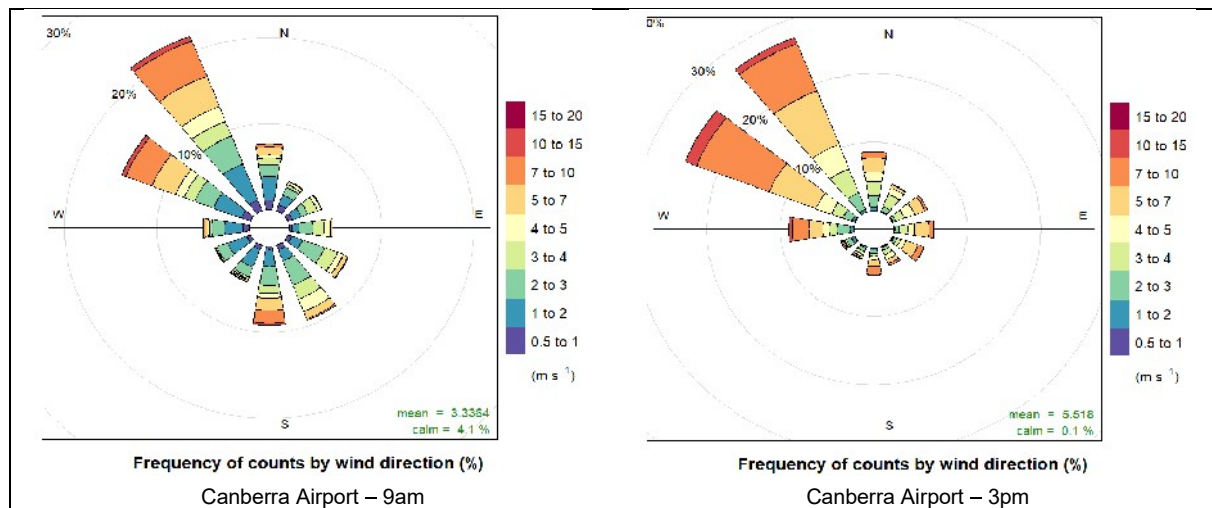 30%
N
20%
10%
W
E
S
15 to 20
10 to 15
7 to 10
5 to 7
4 to 5
3 to 4
2 to 3
1 to 2
0.5 to 1
(m s⁻¹)
mean = 3.3364
calm = 4.1 %
Frequency of counts by wind direction (%)
Canberra Airport – 9am
0%
N
30%
20%
10%
W
E
S
15 to 20
10 to 15
7 to 10
5 to 7
4 to 5
3 to 4
2 to 3
1 to 2
0.5 to 1
(m s⁻¹)
mean = 5.518
calm = 0.1 %
Frequency of counts by wind direction (%)
Canberra Airport – 3pm